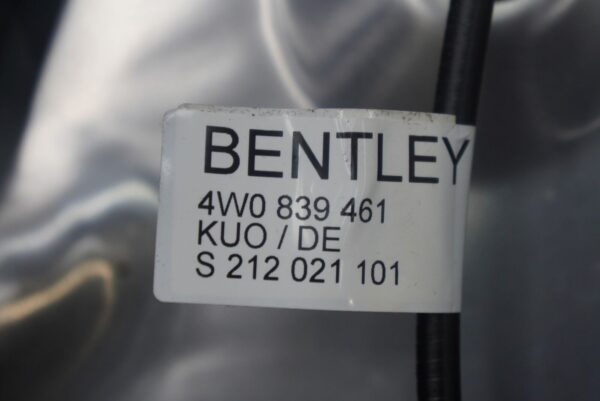 BENTLEY
4W0 839 461
KUO / DE
S 212 021 101